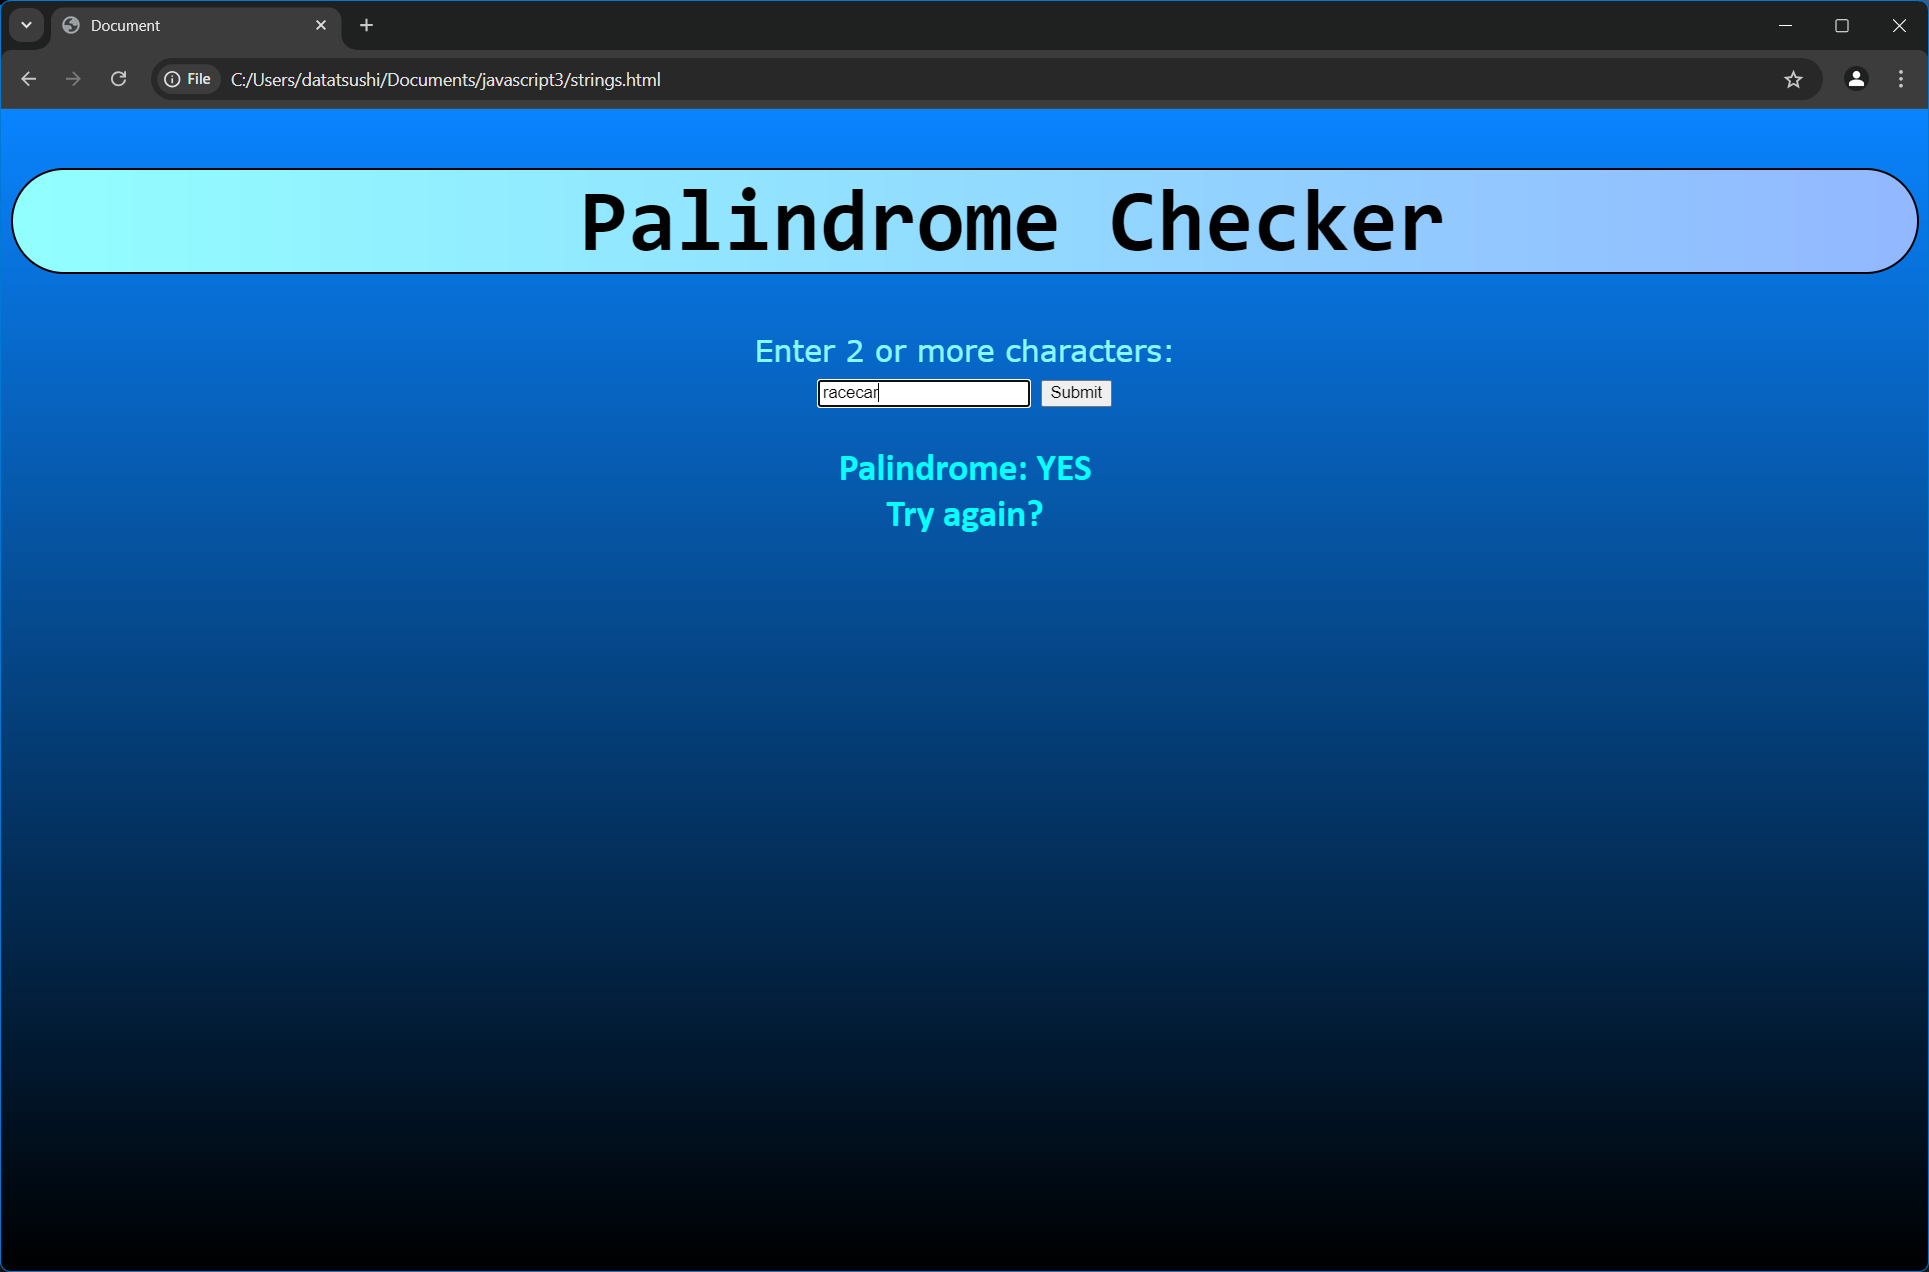 Document
File C:/Users/datatsushi/Documents/javascript3/strings.html
Palindrome Checker
Enter 2 or more characters:
racecar Submit
Palindrome: YES
Try again?